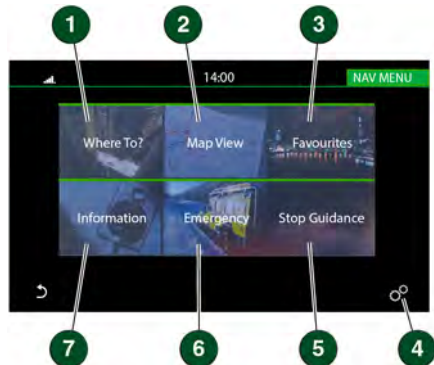 1 2 3
14:00 NAV MENU
Where To? Map View Favourites
Information Emergency Stop Guidance
7 6 5 4